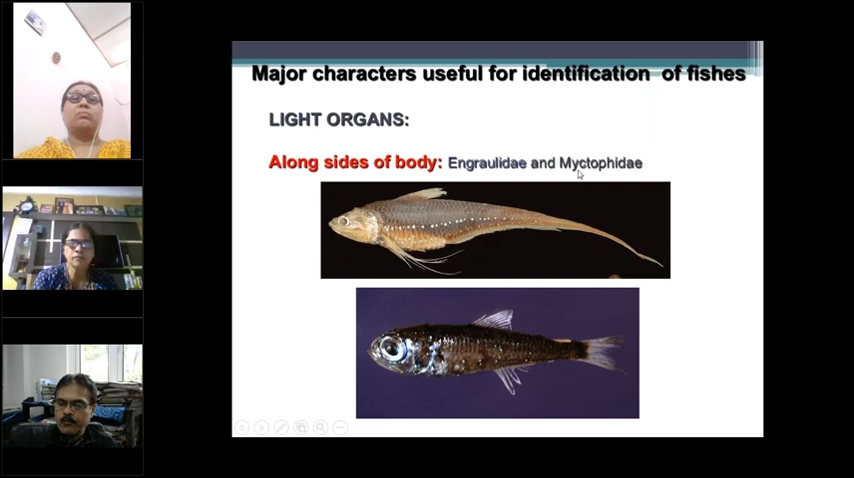 Major characters useful for identification of fishes
LIGHT ORGANS:
Along sides of body: Engraulidae and Myctophidae